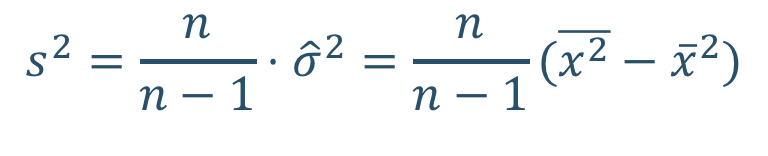 s² = n/(n − 1) · σ̂² = n/(n − 1) (x²̅ − x̄²)